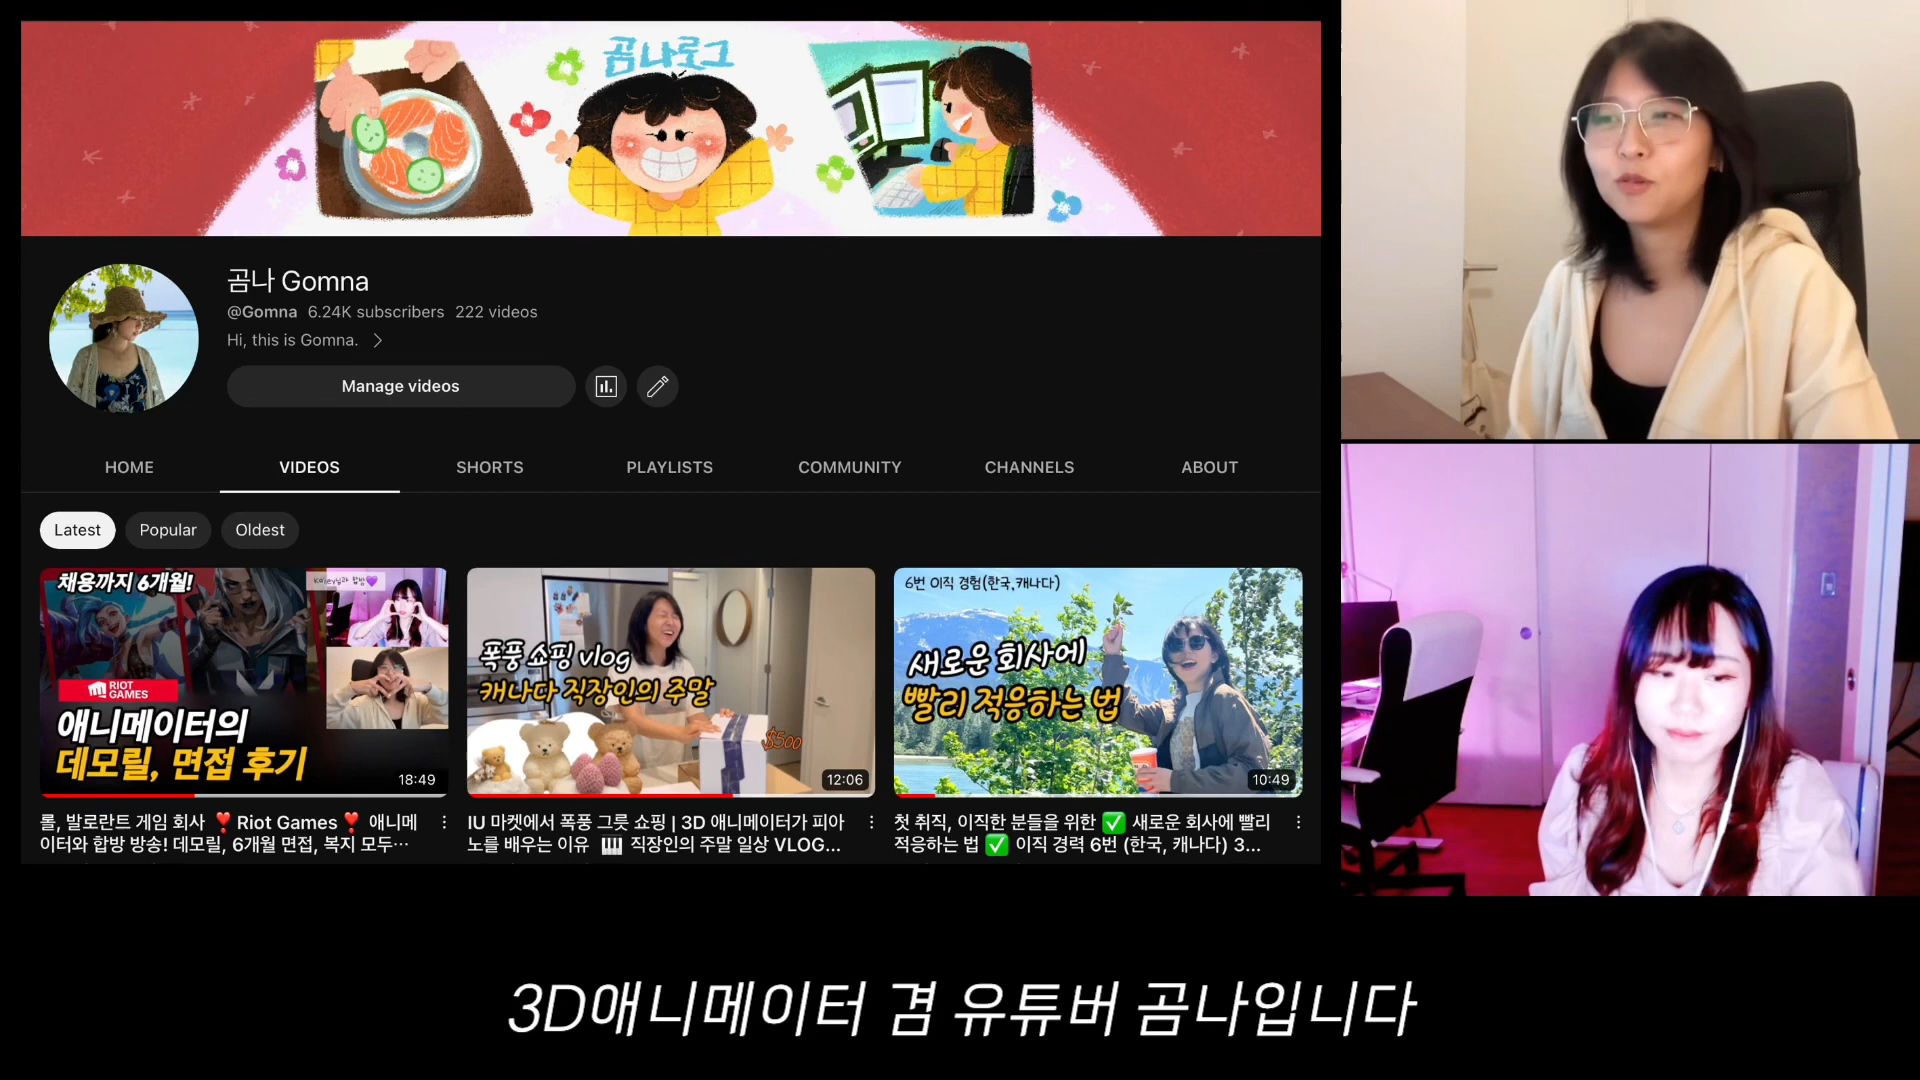 곰나로그
곰나 Gomna
@Gomna 6.24K subscribers 222 videos
Hi, this is Gomna.
Manage videos
HOME VIDEOS SHORTS PLAYLISTS COMMUNITY CHANNELS ABOUT
Latest Popular Oldest
채용까지 6개월!
RIOT GAMES
애니메이터의
데모릴, 면접 후기
18:49
롤, 발로란트 게임 회사 ❣️ Riot Games ❣️ 애니메
이터와 합방 방송! 데모릴, 6개월 면접, 복지 모두…
폭풍 쇼핑 vlog
캐나다 직장인의 주말
$500
12:06
IU 마켓에서 폭풍 그릇 쇼핑 | 3D 애니메이터가 피아
노를 배우는 이유 🎹 직장인의 주말 일상 VLOG...
6번 이직 경험(한국,캐나다)
새로운 회사에
빨리 적응하는 법
10:49
첫 취직, 이직한 분들을 위한 ✅ 새로운 회사에 빨리
적응하는 법 ✅ 이직 경력 6번 (한국, 캐나다) 3...
3D애니메이터 겸 유튜버 곰나입니다